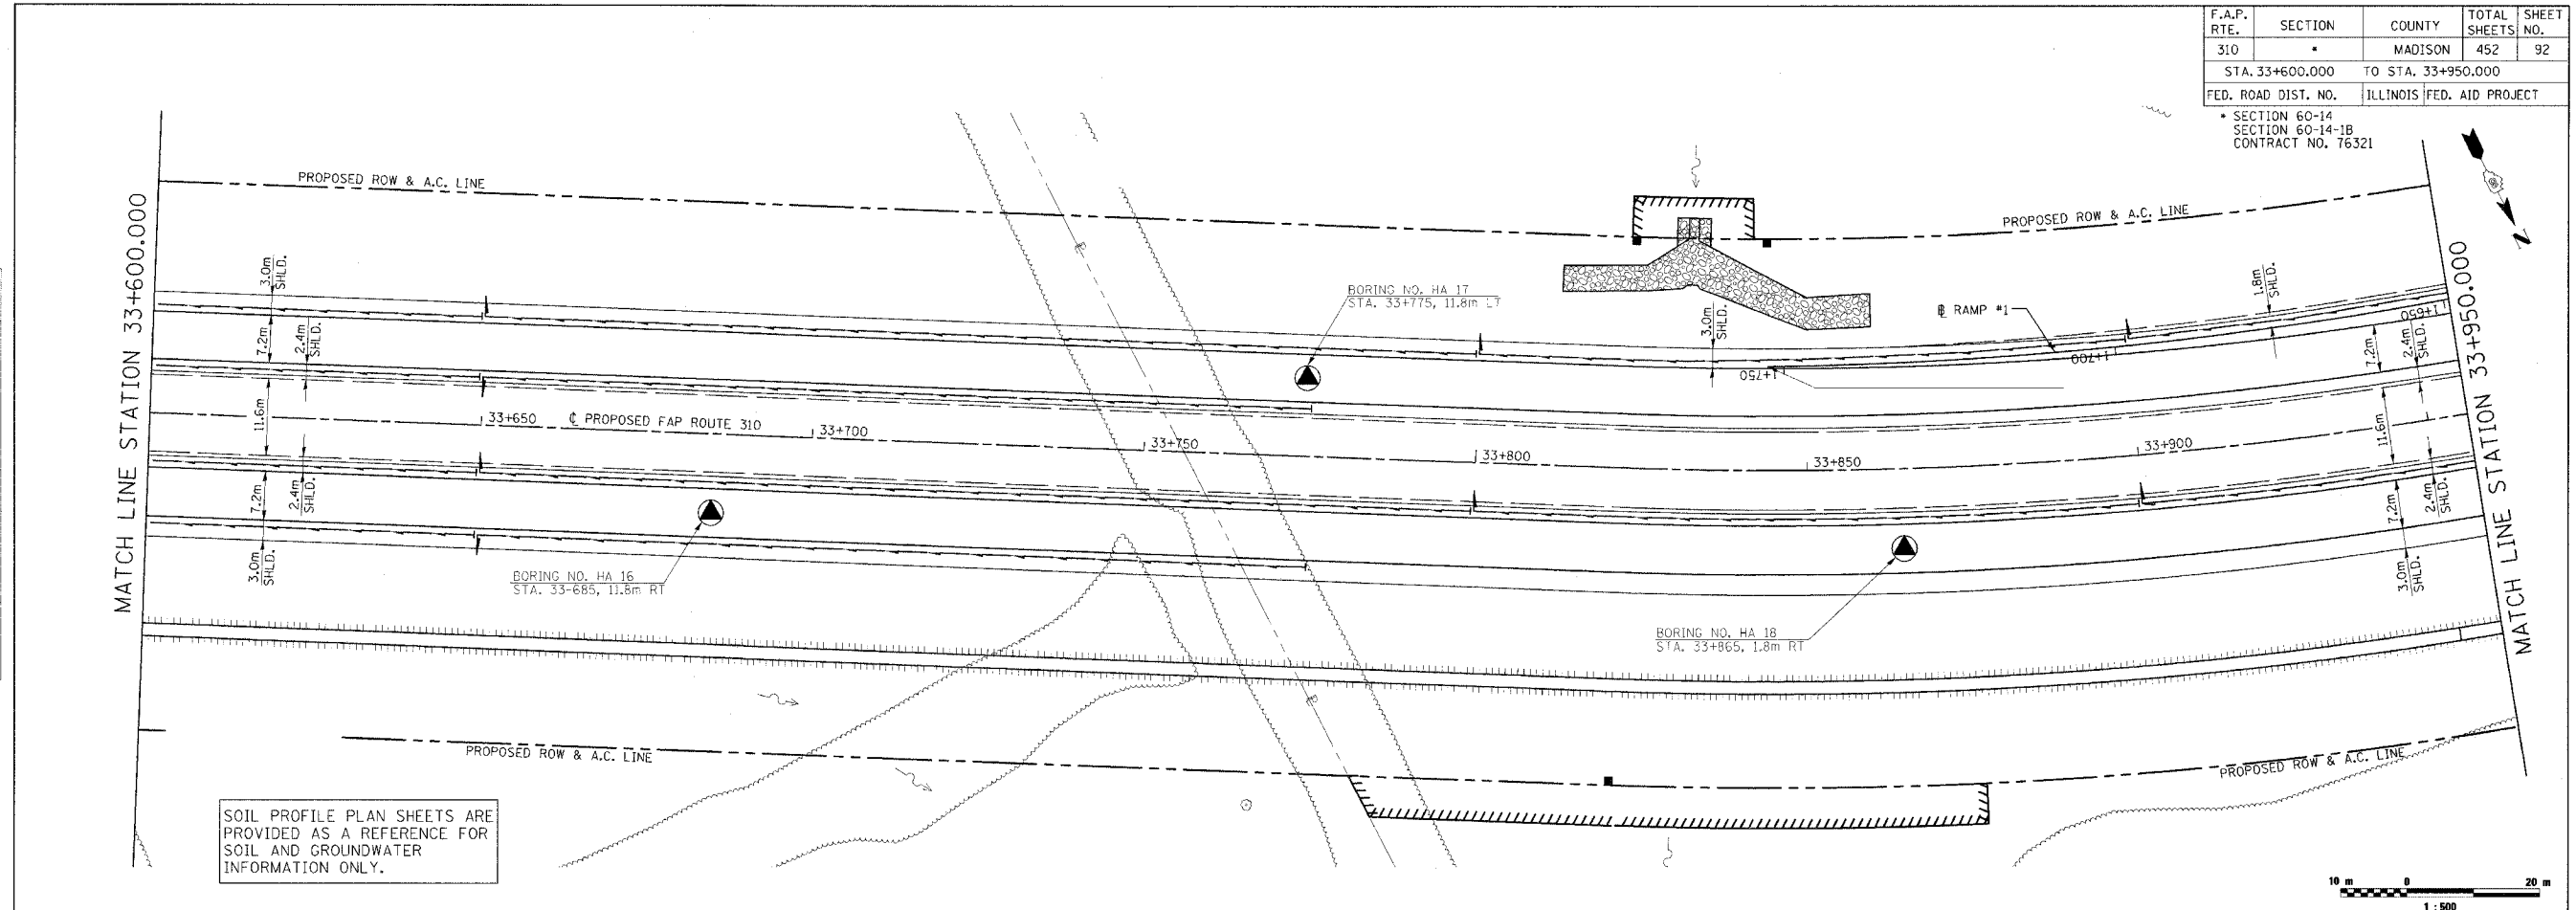 F.A.P. RTE. SECTION COUNTY TOTAL SHEETS SHEET NO.
310 * MADISON 452 92
STA. 33+600.000 TO STA. 33+950.000
FED. ROAD DIST. NO. ILLINOIS FED. AID PROJECT
* SECTION 60-14
SECTION 60-14-1B
CONTRACT NO. 76321
N
MATCH LINE STATION 33+600.000
PROPOSED ROW & A.C. LINE
PROPOSED ROW & A.C. LINE
3.0m SHLD.
7.2m
2.4m SHLD.
11.6m
2.4m SHLD.
7.2m
3.0m SHLD.
BORING NO. HA 17
STA. 33+775, 11.8m LT
3.0m SHLD.
℄ RAMP #1
1.8m SHLD.
1+650
1+700
1+750
7.2m
2.4m SHLD.
11.6m
2.4m SHLD.
7.2m
3.0m SHLD.
33+650
℄ PROPOSED FAP ROUTE 310
33+700
33+750
33+800
33+850
33+900
BORING NO. HA 16
STA. 33-685, 11.8m RT
BORING NO. HA 18
STA. 33+865, 1.8m RT
MATCH LINE STATION 33+950.000
PROPOSED ROW & A.C. LINE
PROPOSED ROW & A.C. LINE
SOIL PROFILE PLAN SHEETS ARE
PROVIDED AS A REFERENCE FOR
SOIL AND GROUNDWATER
INFORMATION ONLY.
10 m 0 20 m
1 : 500